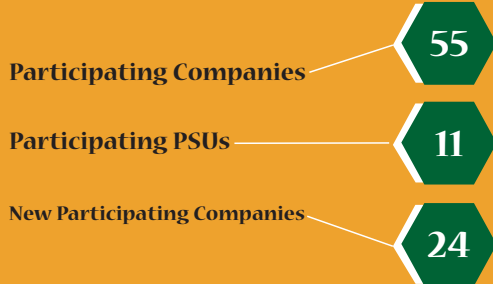 55
Participating Companies
Participating PSUs
11
New Participating Companies
24